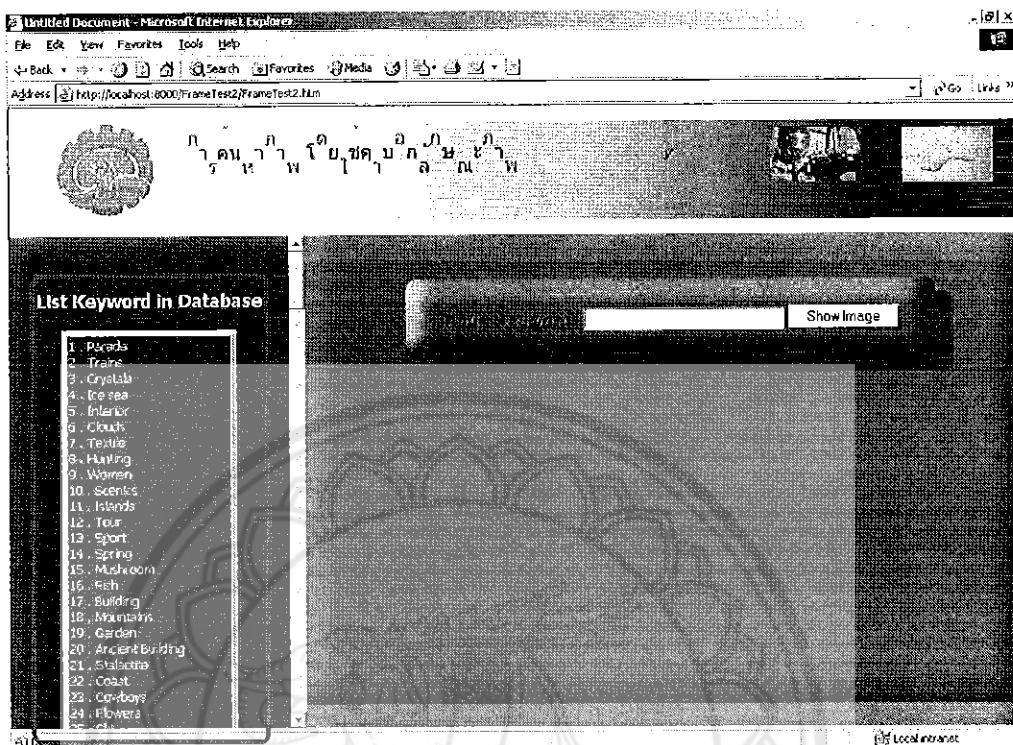 Untitled Document - Microsoft Internet Explorer
File Edit View Favorites Tools Help
Back Search Favorites Media
Address http://localhost:8000/FrameTest2/FrameTest2.htm Go Links »
List Keyword in Database
Show Image
1 . Parada
2 . Trains
3 . Crystals
4 . Ice sea
5 . Interior
6 . Clouds
7 . Textile
8 . Hunting
9 . Women
10 . Scenics
11 . Islands
12 . Tour
13 . Sport
14 . Spring
15 . Mushroom
16 . Fish
17 . Building
18 . Mountains
19 . Garden
20 . Ancient Building
21 . Stalactite
22 . Coast
23 . Cowboys
24 . Flowers
Local intranet